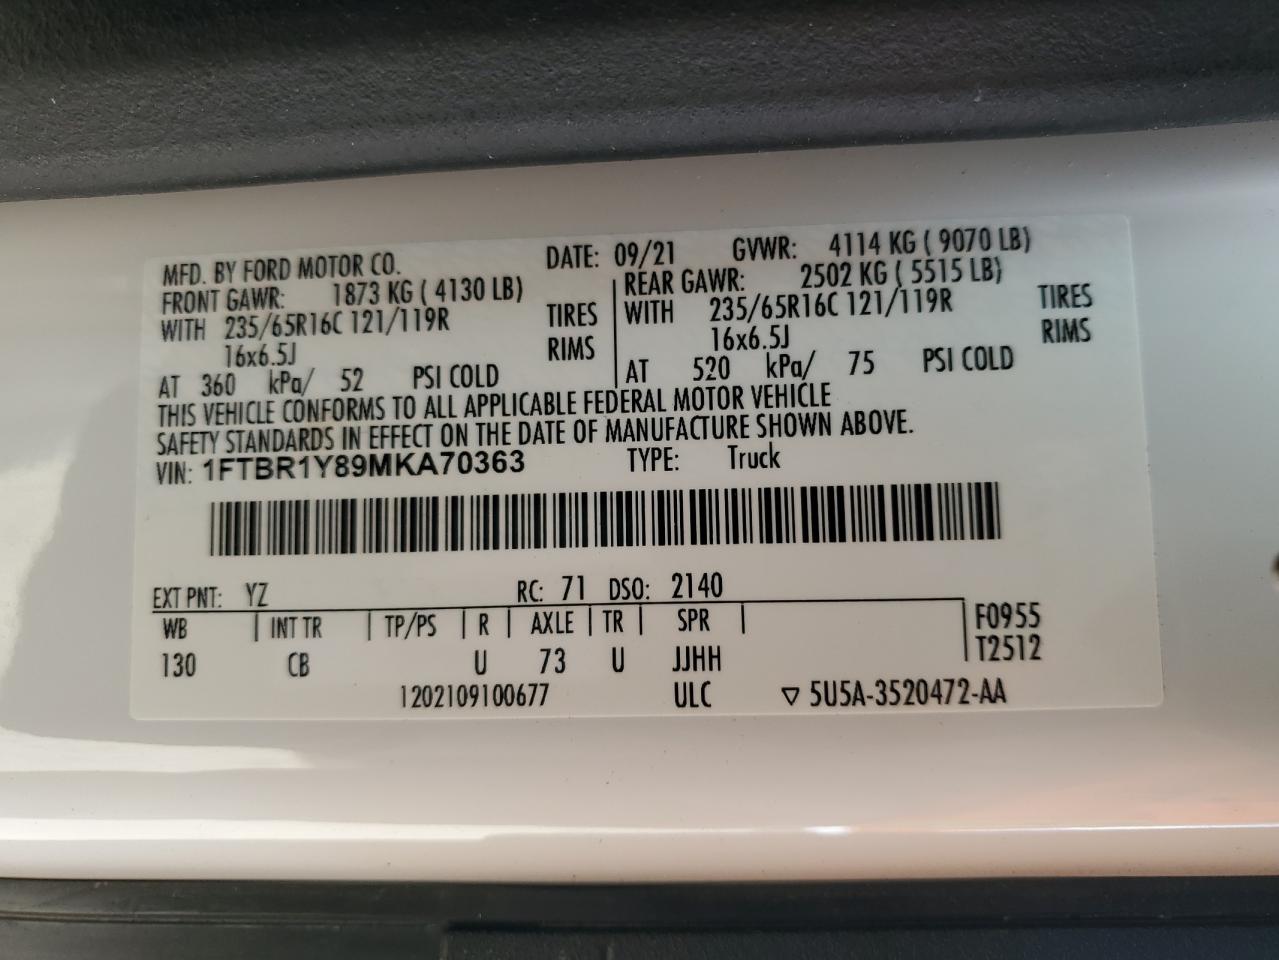 MFD. BY FORD MOTOR CO. DATE: 09/21 GVWR: 4114 KG ( 9070 LB)
FRONT GAWR: 1873 KG ( 4130 LB) REAR GAWR: 2502 KG ( 5515 LB)
WITH 235/65R16C 121/119R TIRES WITH 235/65R16C 121/119R TIRES
16x6.5J RIMS 16x6.5J RIMS
AT 360 kPa/ 52 PSI COLD AT 520 kPa/ 75 PSI COLD
THIS VEHICLE CONFORMS TO ALL APPLICABLE FEDERAL MOTOR VEHICLE
SAFETY STANDARDS IN EFFECT ON THE DATE OF MANUFACTURE SHOWN ABOVE.
VIN: 1FTBR1Y89MKA70363 TYPE: Truck
EXT PNT: YZ RC: 71 DSO: 2140
WB INT TR TP/PS R AXLE TR SPR F0955
130 CB U 73 U JJHH T2512
1202109100677 ULC ▽ 5U5A-3520472-AA